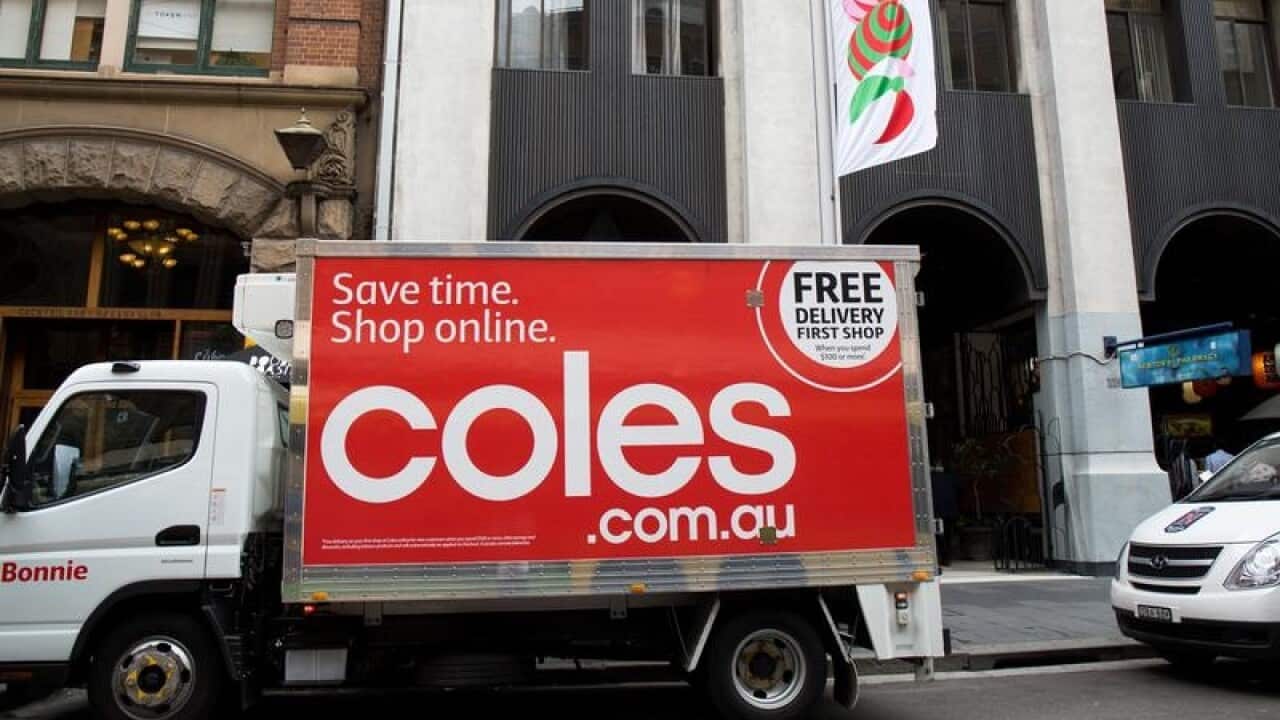 Save time.
Shop online.
coles
.com.au
FREE
DELIVERY
FIRST SHOP
When you spend
$100 or more!
Bonnie